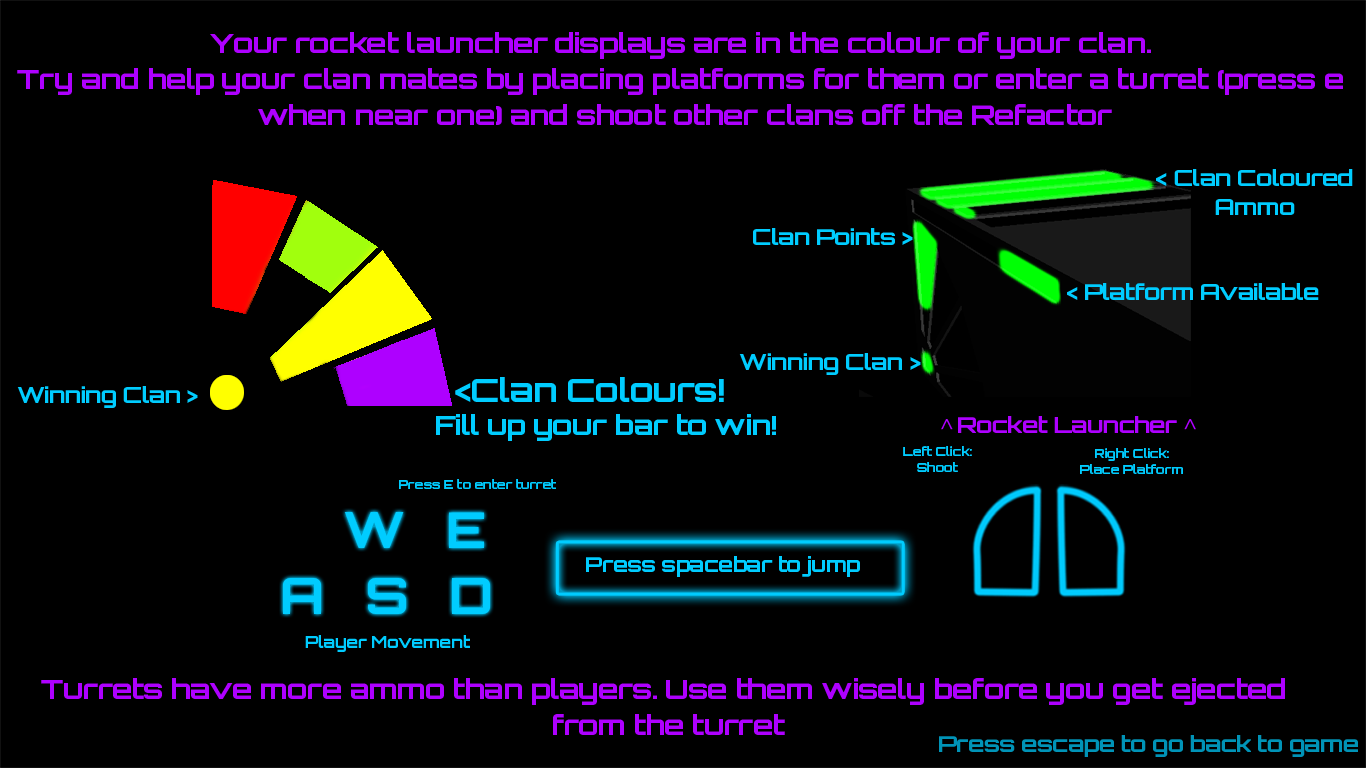 Your rocket launcher displays are in the colour of your clan.
Try and help your clan mates by placing platforms for them or enter a turret (press e
when near one) and shoot other clans off the Refactor
< Clan Coloured
Ammo
Clan Points >
< Platform Available
Winning Clan >
Winning Clan >
<Clan Colours!
Fill up your bar to win!
^ Rocket Launcher ^
Left Click:
Shoot
Right Click:
Place Platform
Press E to enter turret
W E
A S D
Press spacebar to jump
Player Movement
Turrets have more ammo than players. Use them wisely before you get ejected
from the turret
Press escape to go back to game